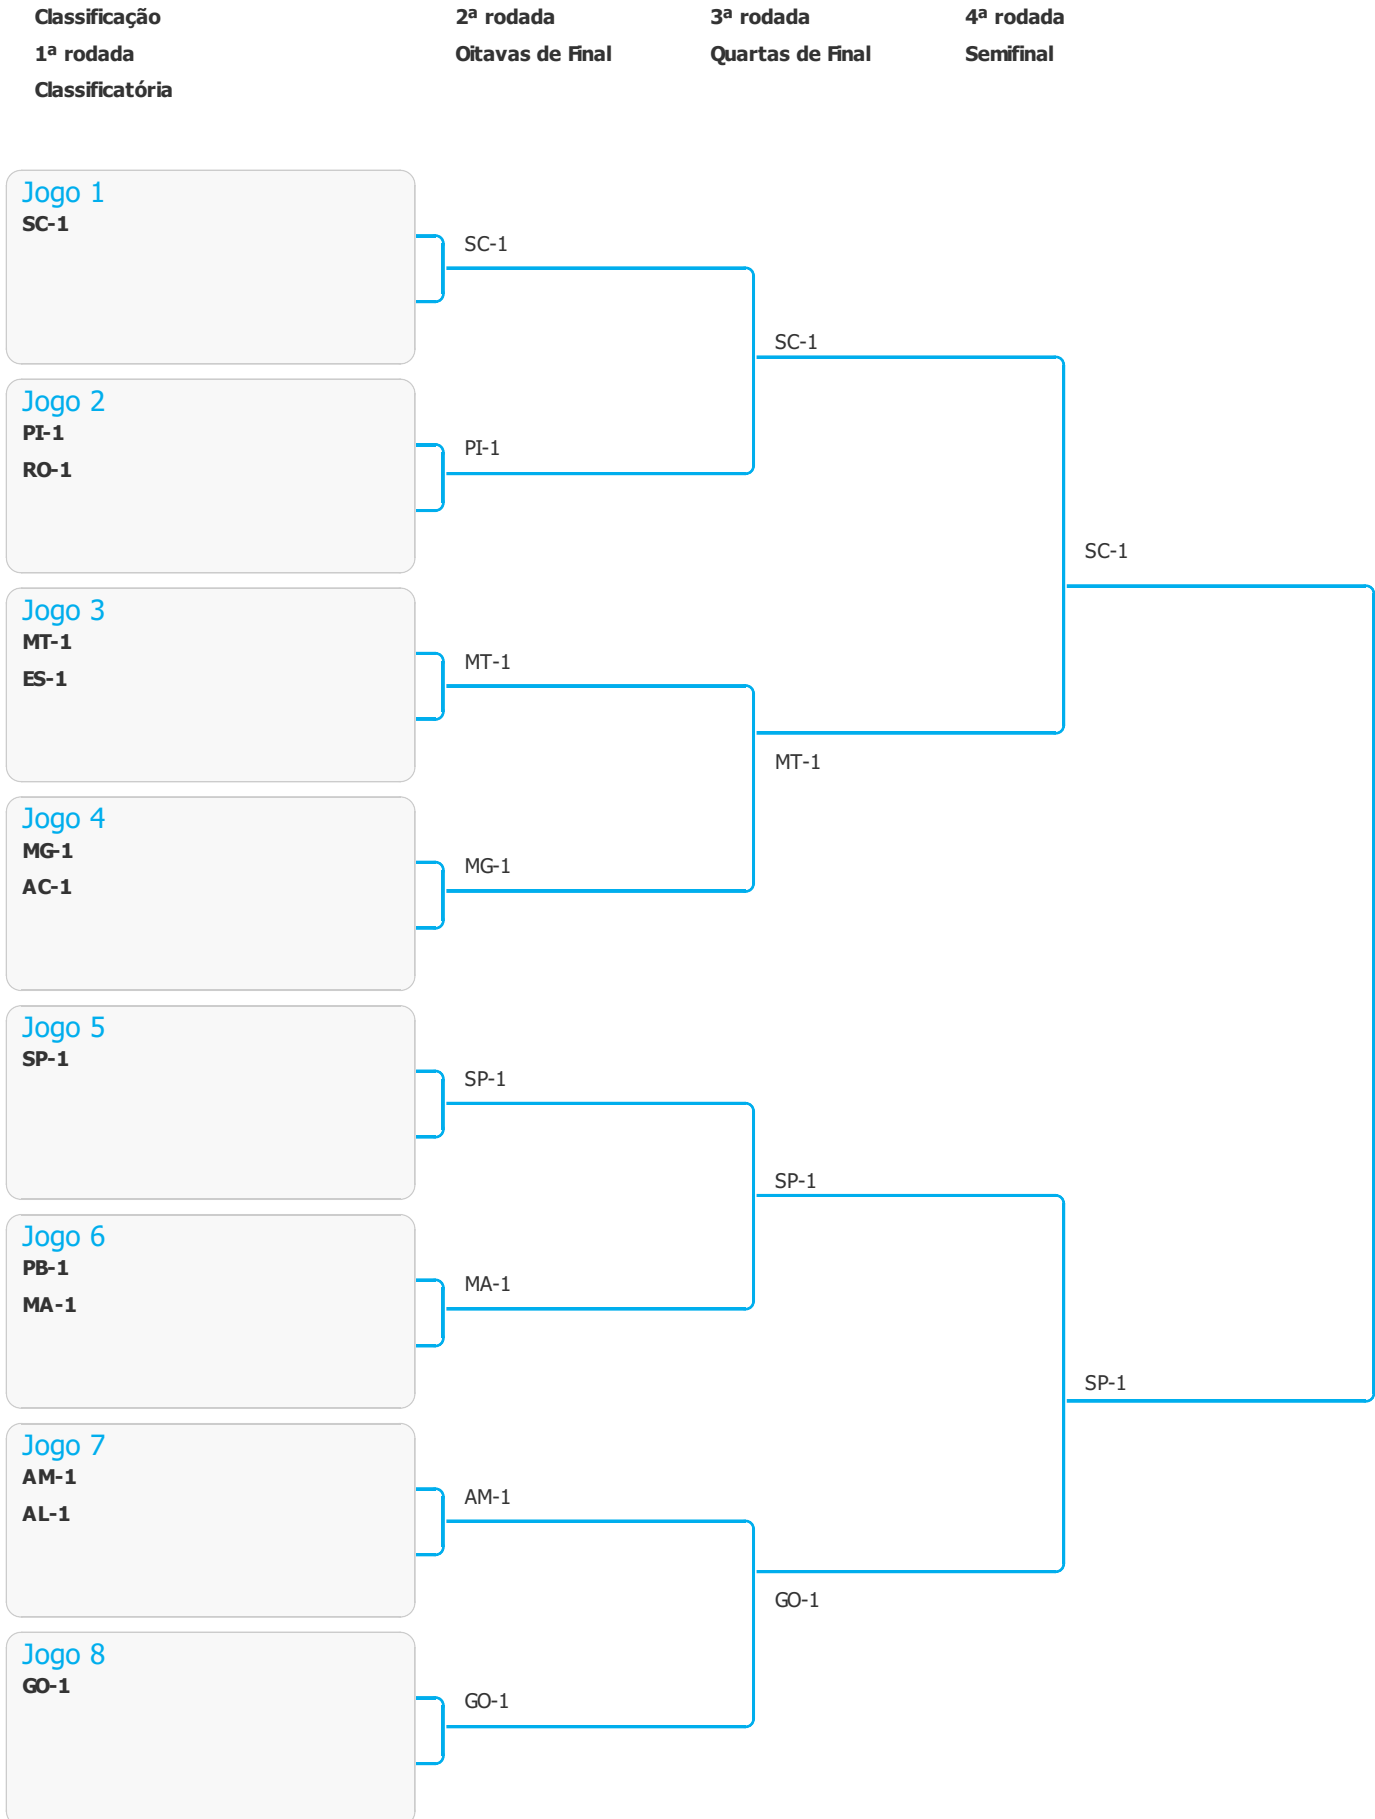 Classificação
1ª rodada
Classificatória
2ª rodada
Oitavas de Final
3ª rodada
Quartas de Final
4ª rodada
Semifinal
Jogo 1
SC-1
Jogo 2
PI-1
RO-1
Jogo 3
MT-1
ES-1
Jogo 4
MG-1
AC-1
Jogo 5
SP-1
Jogo 6
PB-1
MA-1
Jogo 7
AM-1
AL-1
Jogo 8
GO-1
SC-1
PI-1
MT-1
MG-1
SP-1
MA-1
AM-1
GO-1
SC-1
MT-1
SP-1
GO-1
SC-1
SP-1